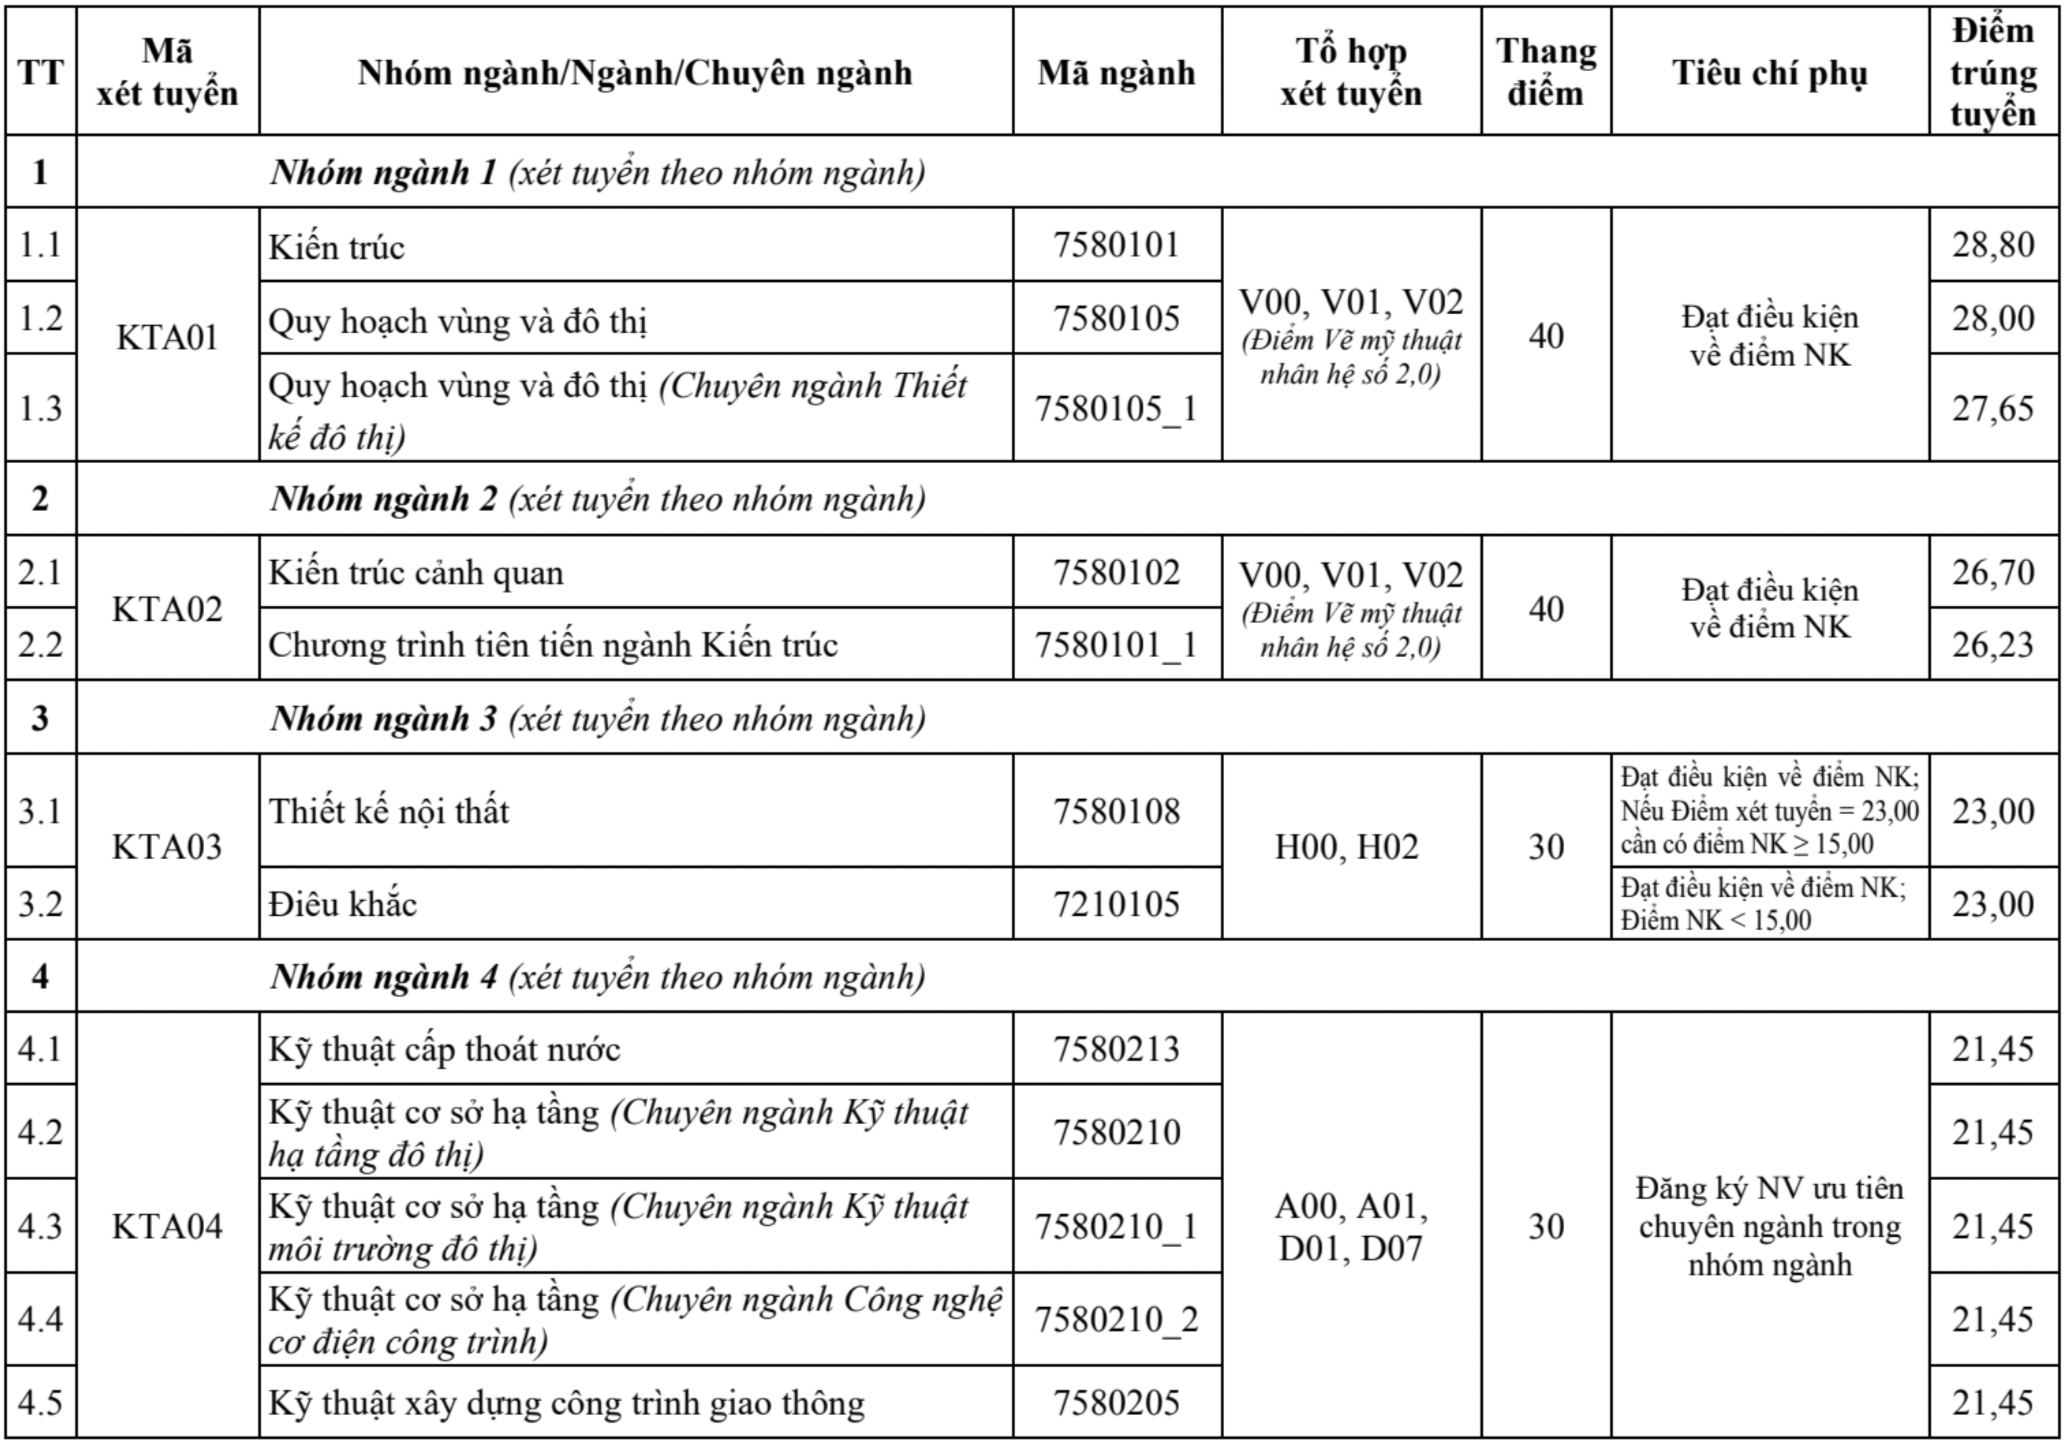 TT
Mã
xét tuyển
Nhóm ngành/Ngành/Chuyên ngành
Mã ngành
Tổ hợp
xét tuyển
Thang
điểm
Tiêu chí phụ
Điểm
trúng
tuyển
1
Nhóm ngành 1 (xét tuyển theo nhóm ngành)
1.1
KTA01
Kiến trúc
7580101
V00, V01, V02
(Điểm Vẽ mỹ thuật
nhân hệ số 2,0)
40
Đạt điều kiện
về điểm NK
28,80
1.2
Quy hoạch vùng và đô thị
7580105
28,00
1.3
Quy hoạch vùng và đô thị (Chuyên ngành Thiết
kế đô thị)
7580105_1
27,65
2
Nhóm ngành 2 (xét tuyển theo nhóm ngành)
2.1
KTA02
Kiến trúc cảnh quan
7580102
V00, V01, V02
(Điểm Vẽ mỹ thuật
nhân hệ số 2,0)
40
Đạt điều kiện
về điểm NK
26,70
2.2
Chương trình tiên tiến ngành Kiến trúc
7580101_1
26,23
3
Nhóm ngành 3 (xét tuyển theo nhóm ngành)
3.1
KTA03
Thiết kế nội thất
7580108
H00, H02
30
Đạt điều kiện về điểm NK;
Nếu Điểm xét tuyển = 23,00
cần có điểm NK ≥ 15,00
23,00
3.2
Điêu khắc
7210105
Đạt điều kiện về điểm NK;
Điểm NK < 15,00
23,00
4
Nhóm ngành 4 (xét tuyển theo nhóm ngành)
4.1
KTA04
Kỹ thuật cấp thoát nước
7580213
A00, A01,
D01, D07
30
Đăng ký NV ưu tiên
chuyên ngành trong
nhóm ngành
21,45
4.2
Kỹ thuật cơ sở hạ tầng (Chuyên ngành Kỹ thuật
hạ tầng đô thị)
7580210
21,45
4.3
Kỹ thuật cơ sở hạ tầng (Chuyên ngành Kỹ thuật
môi trường đô thị)
7580210_1
21,45
4.4
Kỹ thuật cơ sở hạ tầng (Chuyên ngành Công nghệ
cơ điện công trình)
7580210_2
21,45
4.5
Kỹ thuật xây dựng công trình giao thông
7580205
21,45